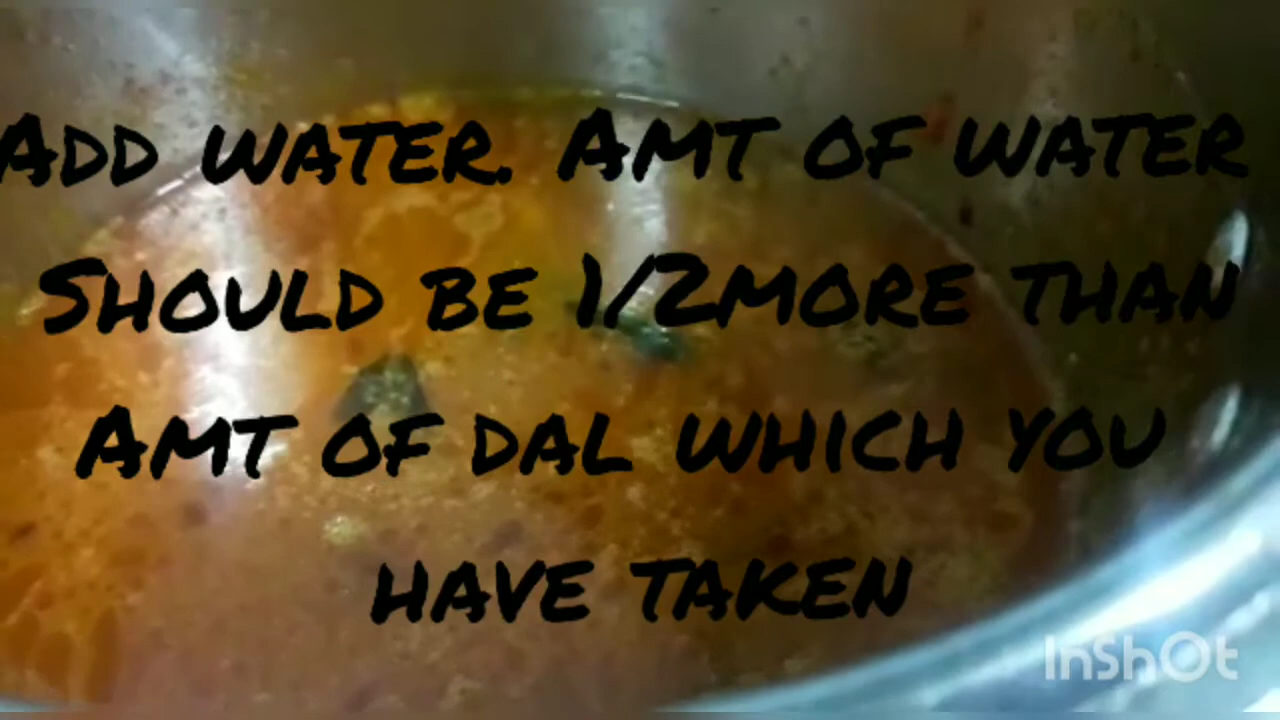 Add water. Amt of water
Should be 1/2more than
Amt of dal which you
have taken
InShOt